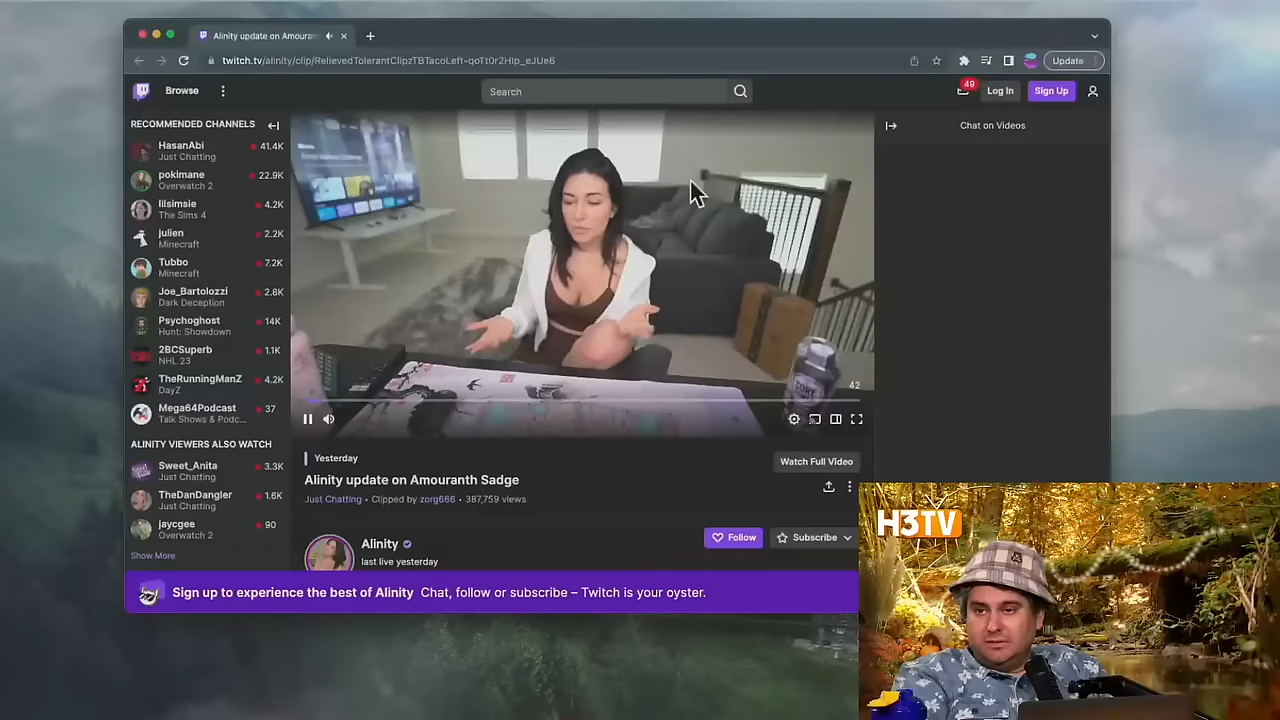 Alinity update on Amouran
twitch.tv/alinity/clip/RelievedTolerantClipzTBTacoLeft-qoTt0r2HIp_eJUe6
Update
Browse
Search
49
Log In
Sign Up
RECOMMENDED CHANNELS
Chat on Videos
HasanAbi
41.4K
Just Chatting
pokimane
22.9K
Overwatch 2
lilsimsie
4.2K
The Sims 4
julien
2.2K
Minecraft
Tubbo
7.2K
Minecraft
Joe_Bartolozzi
2.8K
Dark Deception
Psychoghost
14K
Hunt: Showdown
2BCSuperb
1.1K
NHL 23
TheRunningManZ
4.2K
DayZ
Mega64Podcast
37
Talk Shows & Podc...
ALINITY VIEWERS ALSO WATCH
Sweet_Anita
3.3K
Just Chatting
TheDanDangler
1.6K
Just Chatting
jaycgee
90
Overwatch 2
Show More
42
Yesterday
Watch Full Video
Alinity update on Amouranth Sadge
Just Chatting • Clipped by zorg666 • 387,759 views
Alinity
last live yesterday
Follow
Subscribe
Sign up to experience the best of Alinity Chat, follow or subscribe – Twitch is your oyster.
H3TV